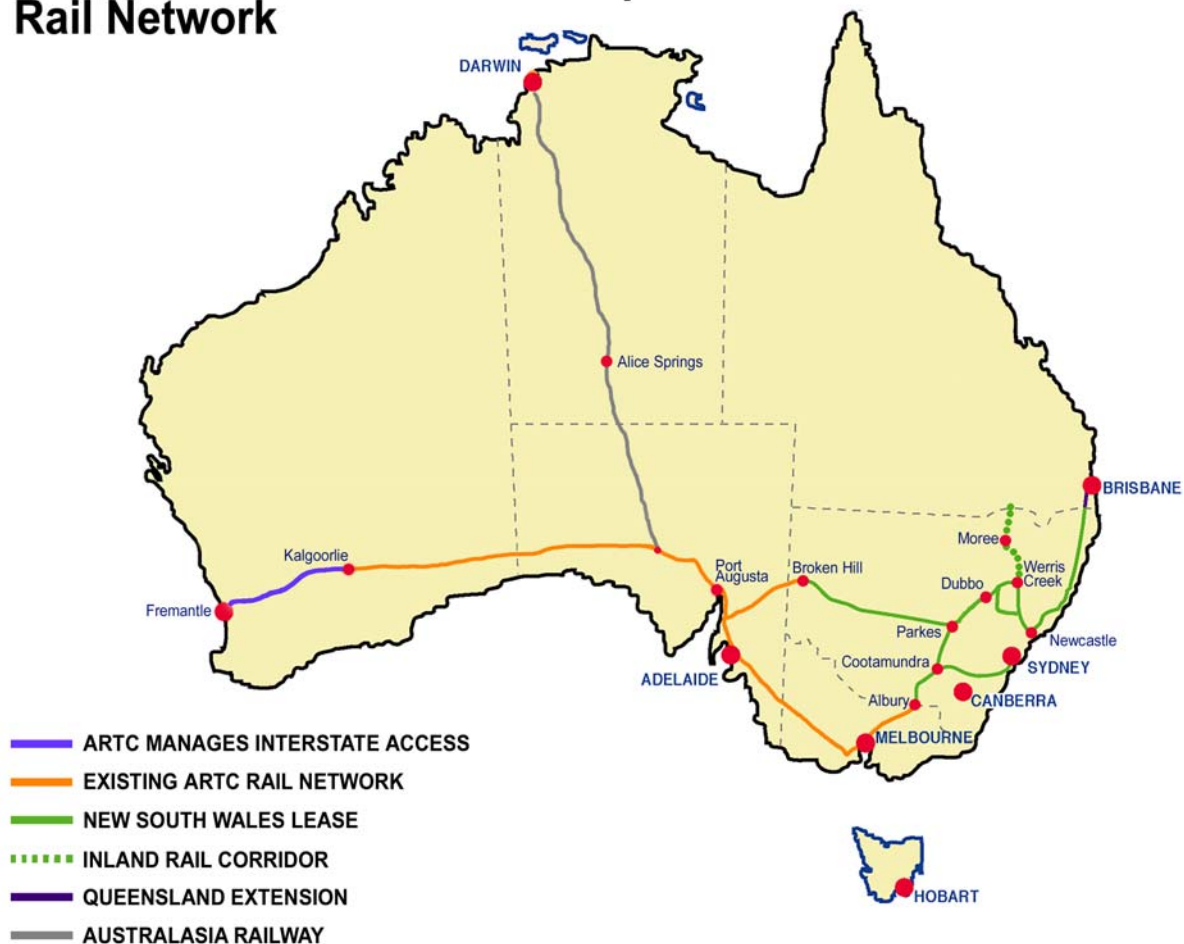 Rail Network
DARWIN
Alice Springs
BRISBANE
Moree
Kalgoorlie
Port
Augusta
Broken Hill
Werris
Creek
Dubbo
Fremantle
Parkes
Newcastle
Cootamundra
SYDNEY
ADELAIDE
Albury
CANBERRA
MELBOURNE
ARTC MANAGES INTERSTATE ACCESS
EXISTING ARTC RAIL NETWORK
NEW SOUTH WALES LEASE
INLAND RAIL CORRIDOR
QUEENSLAND EXTENSION
HOBART
AUSTRALASIA RAILWAY